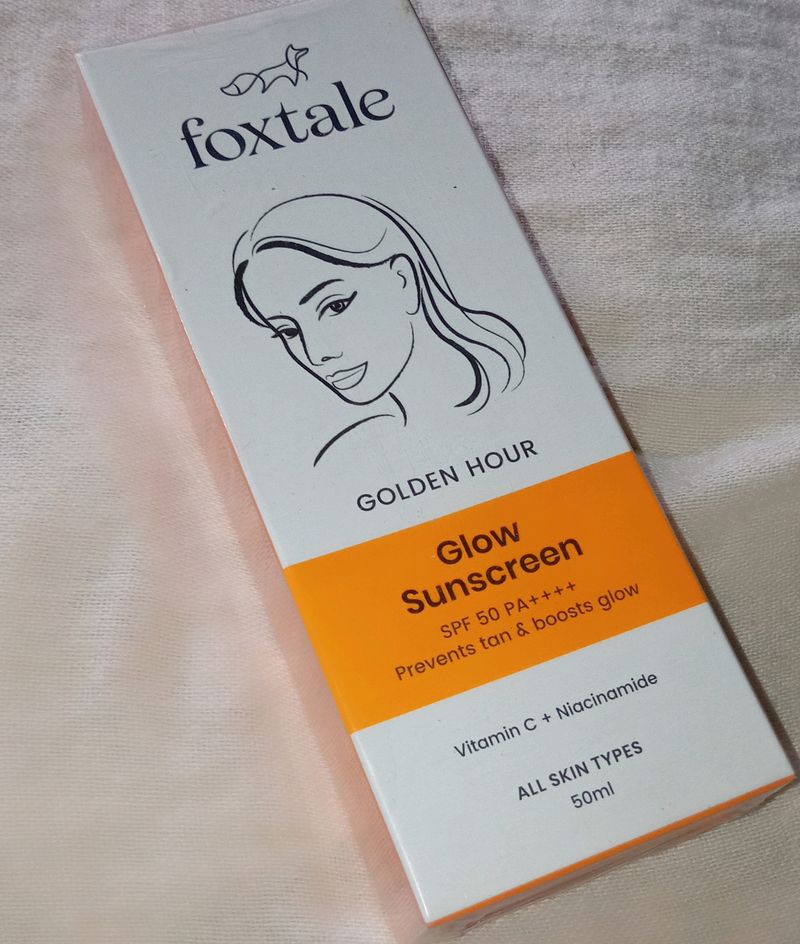 foxtale
GOLDEN HOUR
Glow
Sunscreen
SPF 50 PA++++
Prevents tan & boosts glow
Vitamin C + Niacinamide
ALL SKIN TYPES
50ml